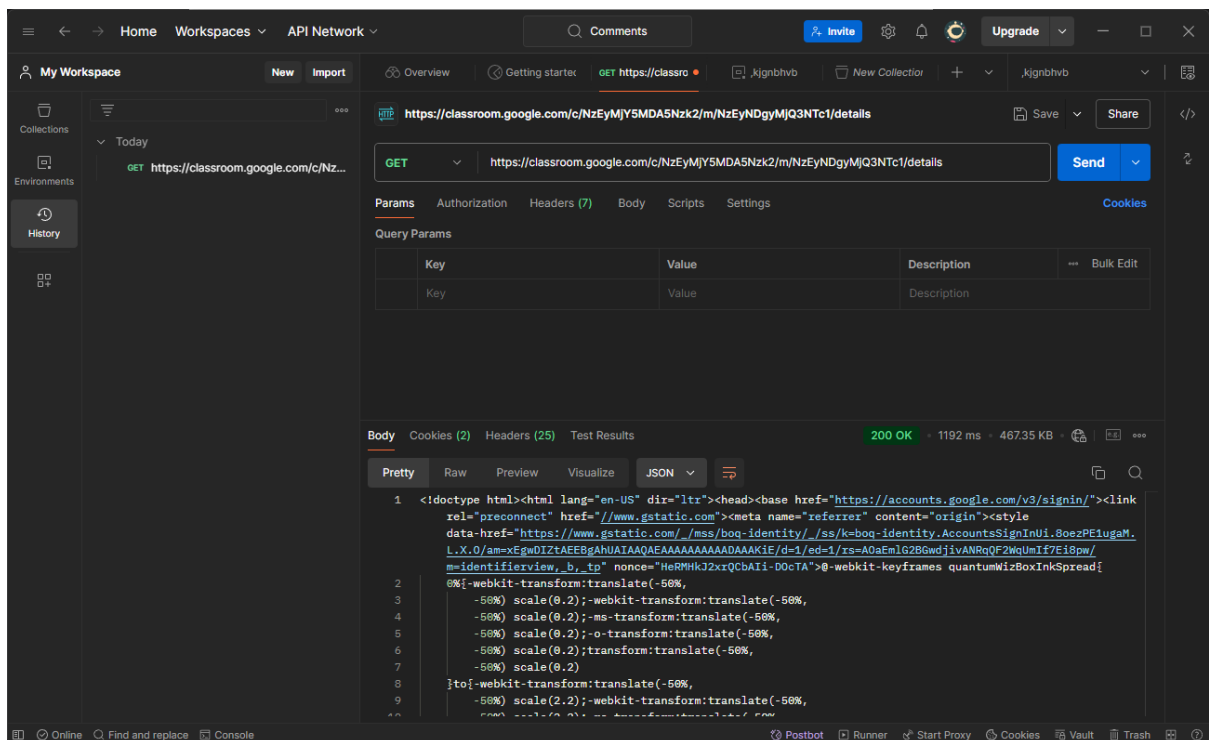 Home Workspaces API Network Comments Invite Upgrade
My Workspace New Import Overview Getting started GET https://classro ,kjgnbhvb New Collection ,kjgnbhvb
Collections
Environments
History
Today
GET https://classroom.google.com/c/Nz...
HTTP https://classroom.google.com/c/NzEyMjY5MDA5Nzk2/m/NzEyNDgyMjQ3NTc1/details Save Share
GET https://classroom.google.com/c/NzEyMjY5MDA5Nzk2/m/NzEyNDgyMjQ3NTc1/details Send
Params Authorization Headers (7) Body Scripts Settings Cookies
Query Params
Key Value Description Bulk Edit
Key Value Description
Body Cookies (2) Headers (25) Test Results 200 OK 1192 ms 467.35 KB
Pretty Raw Preview Visualize JSON
1 <!doctype html><html lang="en-US" dir="ltr"><head><base href="https://accounts.google.com/v3/signin/"><link
rel="preconnect" href="//www.gstatic.com"><meta name="referrer" content="origin"><style
data-href="https://www.gstatic.com/_/mss/boq-identity/_/ss/k=boq-identity.AccountsSignInUi.8oezPE1ugaM.
L.X.O/am=xEgwDIZtAEEBgAhUAIAAQAEAAAAAAAAAADAAAKiE/d=1/ed=1/rs=AOaEmlG2BGwdjivANRqQF2WqUmIf7Ei8pw/
m=identifierview,_b,_tp" nonce="HeRMHkJ2xrQCbAIi-DOcTA">@-webkit-keyframes quantumWizBoxInkSpread{
2 0%{-webkit-transform:translate(-50%,
3 -50%) scale(0.2);-webkit-transform:translate(-50%,
4 -50%) scale(0.2);-ms-transform:translate(-50%,
5 -50%) scale(0.2);-o-transform:translate(-50%,
6 -50%) scale(0.2);transform:translate(-50%,
7 -50%) scale(0.2)
8 }to{-webkit-transform:translate(-50%,
9 -50%) scale(2.2);-webkit-transform:translate(-50%,
Online Find and replace Console Postbot Runner Start Proxy Cookies Vault Trash